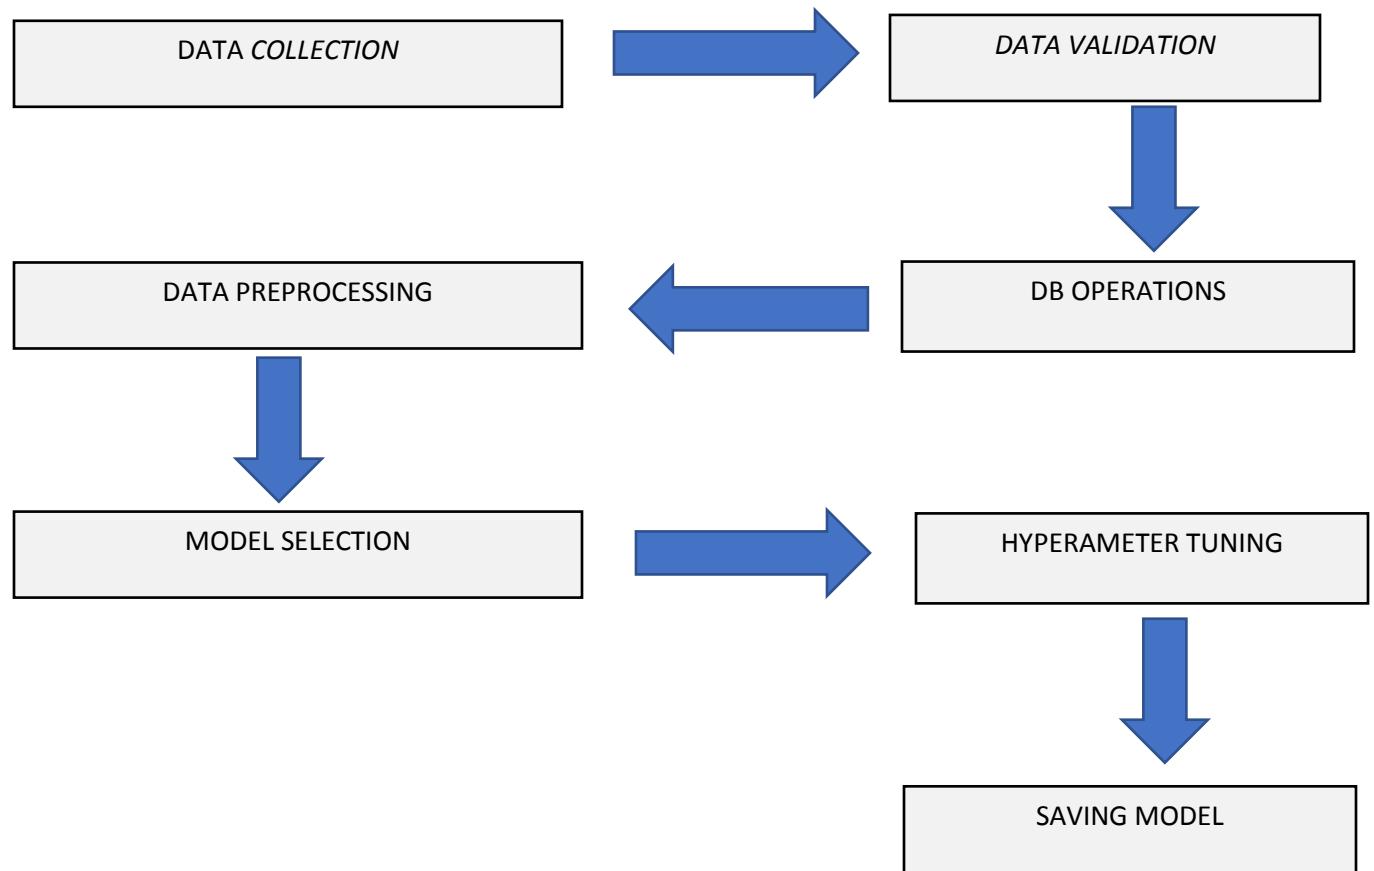 DATA COLLECTION
DATA VALIDATION
DB OPERATIONS
DATA PREPROCESSING
MODEL SELECTION
HYPERAMETER TUNING
SAVING MODEL